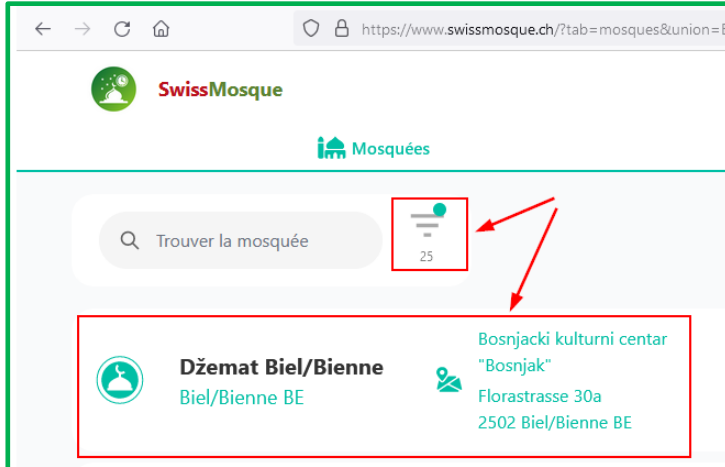 https://www.swissmosque.ch/?tab=mosques&union=
SwissMosque
Mosquées
Trouver la mosquée
25
Džemat Biel/Bienne
Biel/Bienne BE
Bosnjacki kulturni centar
"Bosnjak"
Florastrasse 30a
2502 Biel/Bienne BE